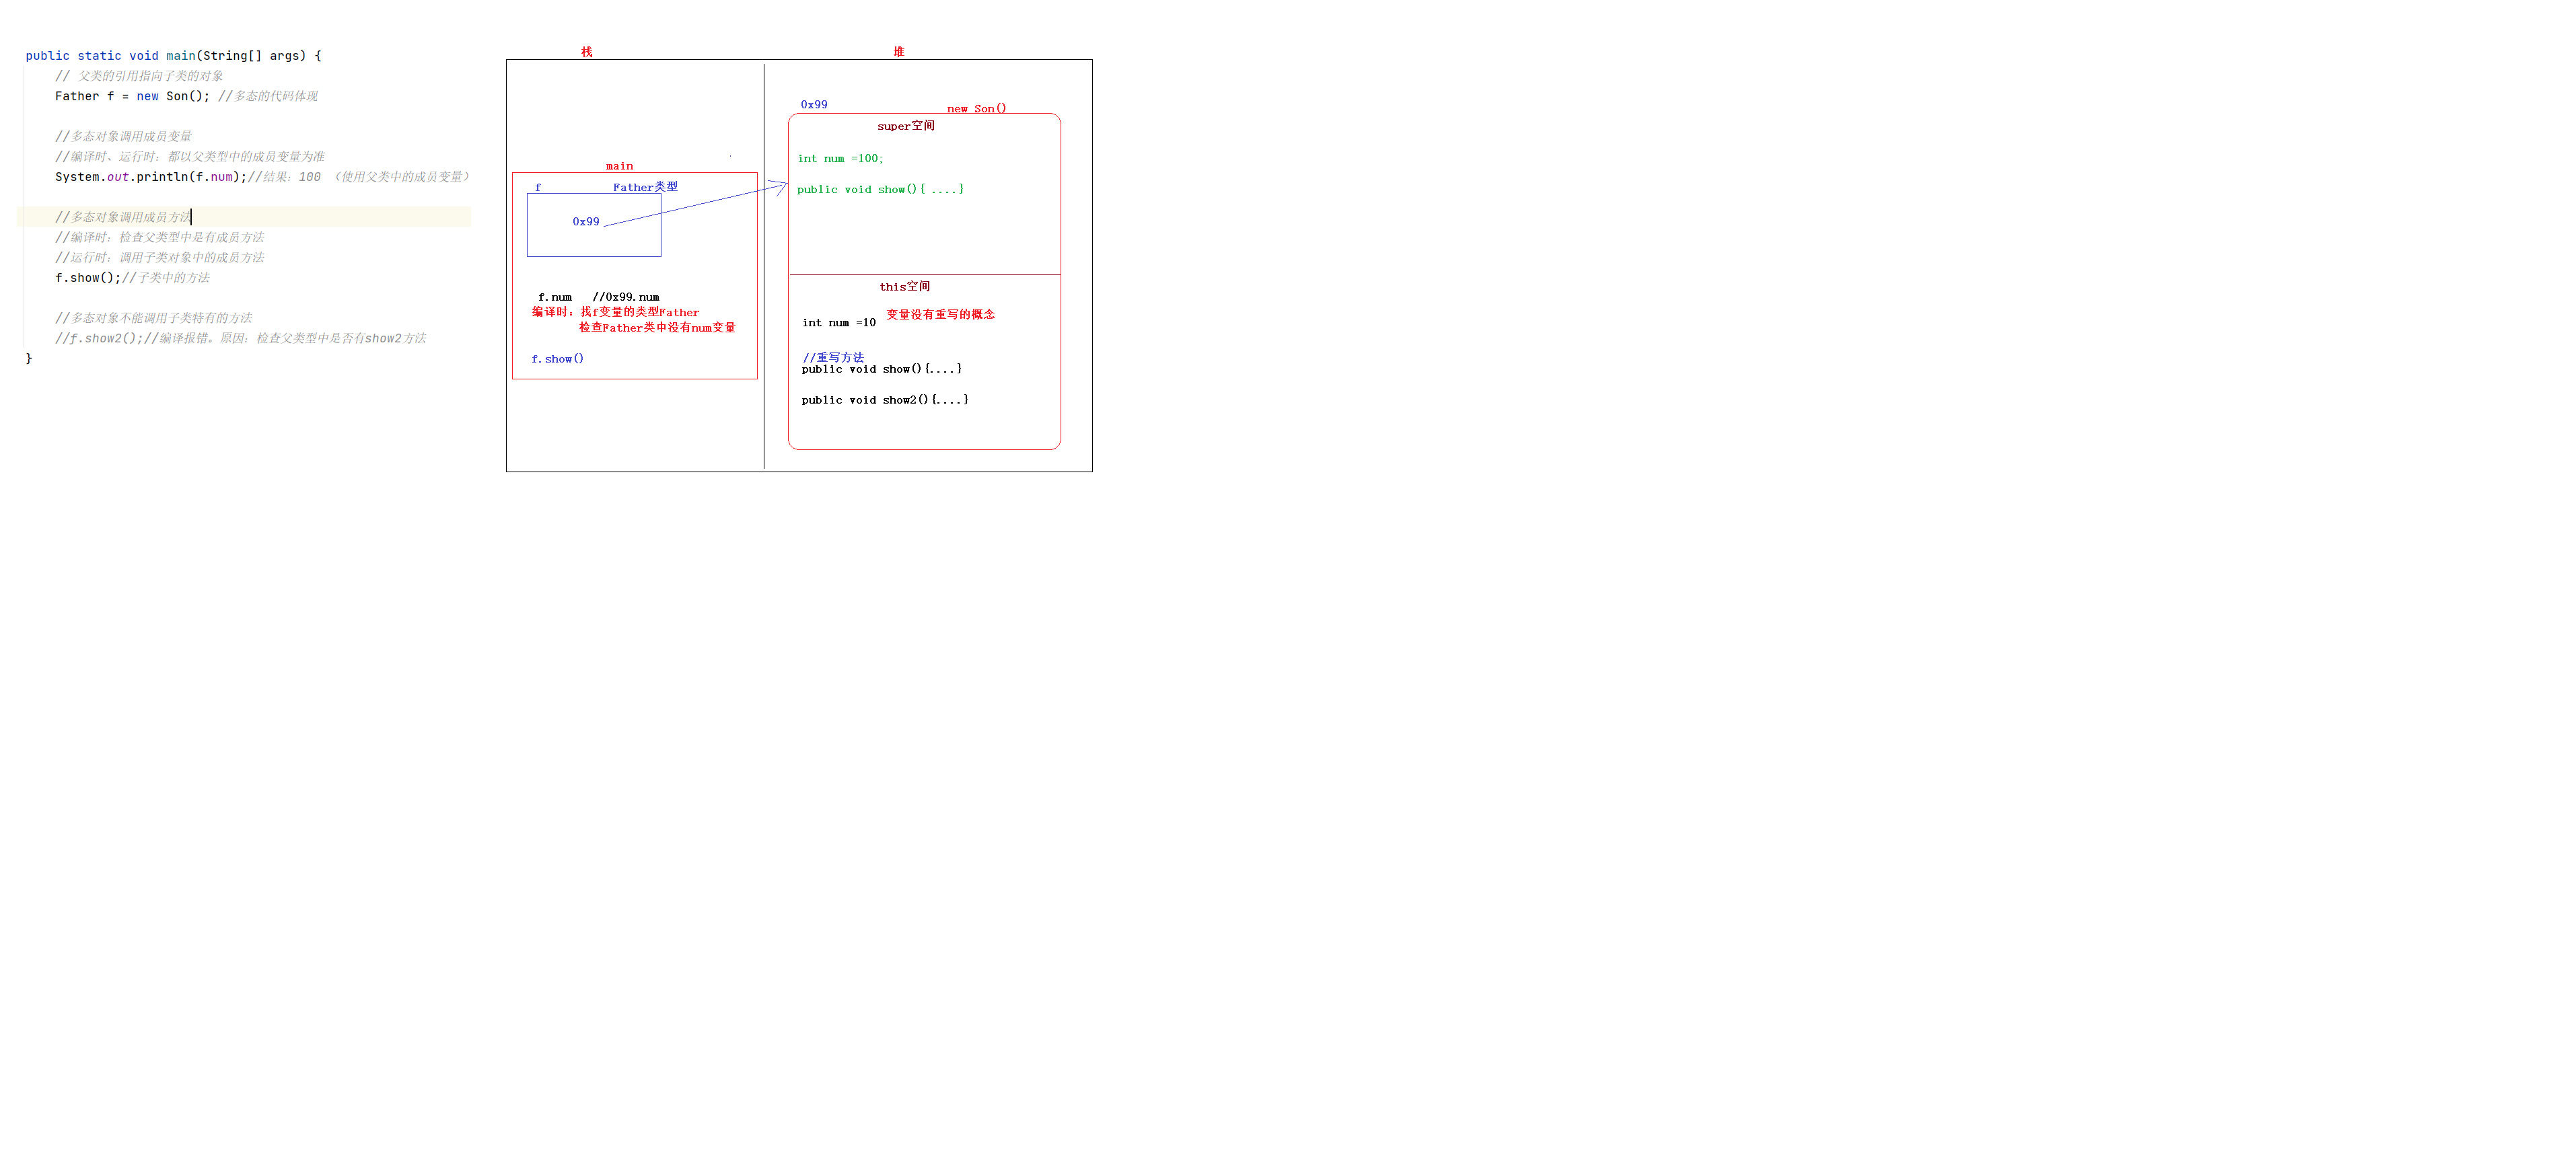 public static void main(String[] args) {
// 父类的引用指向子类的对象
Father f = new Son(); //多态的代码体现
//多态对象调用成员变量
//编译时、运行时：都以父类型中的成员变量为准
System.out.println(f.num);//结果：100 （使用父类中的成员变量）
//多态对象调用成员方法
//编译时：检查父类型中是有成员方法
//运行时：调用子类对象中的成员方法
f.show();//子类中的方法
//多态对象不能调用子类特有的方法
//f.show2();//编译报错。原因：检查父类型中是否有show2方法
}
栈
main
f Father类型
0x99
f.num //0x99.num
编译时：找f变量的类型Father
检查Father类中没有num变量
f.show()
堆
0x99
new Son()
super空间
int num =100;
public void show(){ ....}
this空间
int num =10 变量没有重写的概念
//重写方法
public void show(){....}
public void show2(){....}